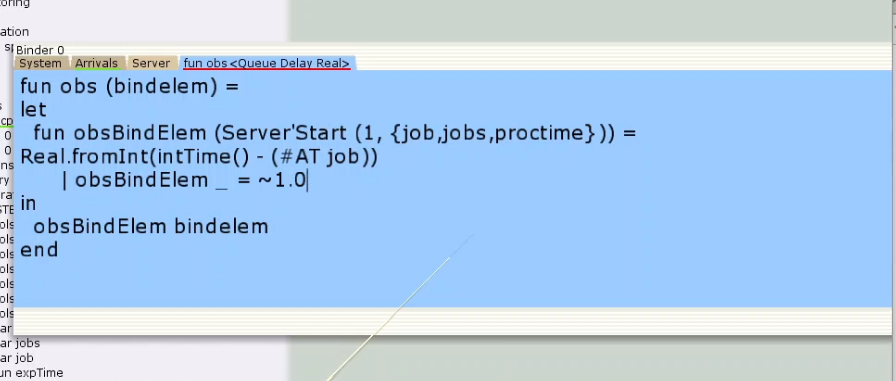 oring
ation
Binder 0
System Arrivals Server fun obs<Queue Delay Real>
fun obs (bindelem) =
let
fun obsBindElem (Server'Start (1, {job,jobs,proctime})) =
Real.fromInt(intTime() - (#AT job))
| obsBindElem _ = ~1.0
in
obsBindElem bindelem
end
ar jobs
ar job
un expTime